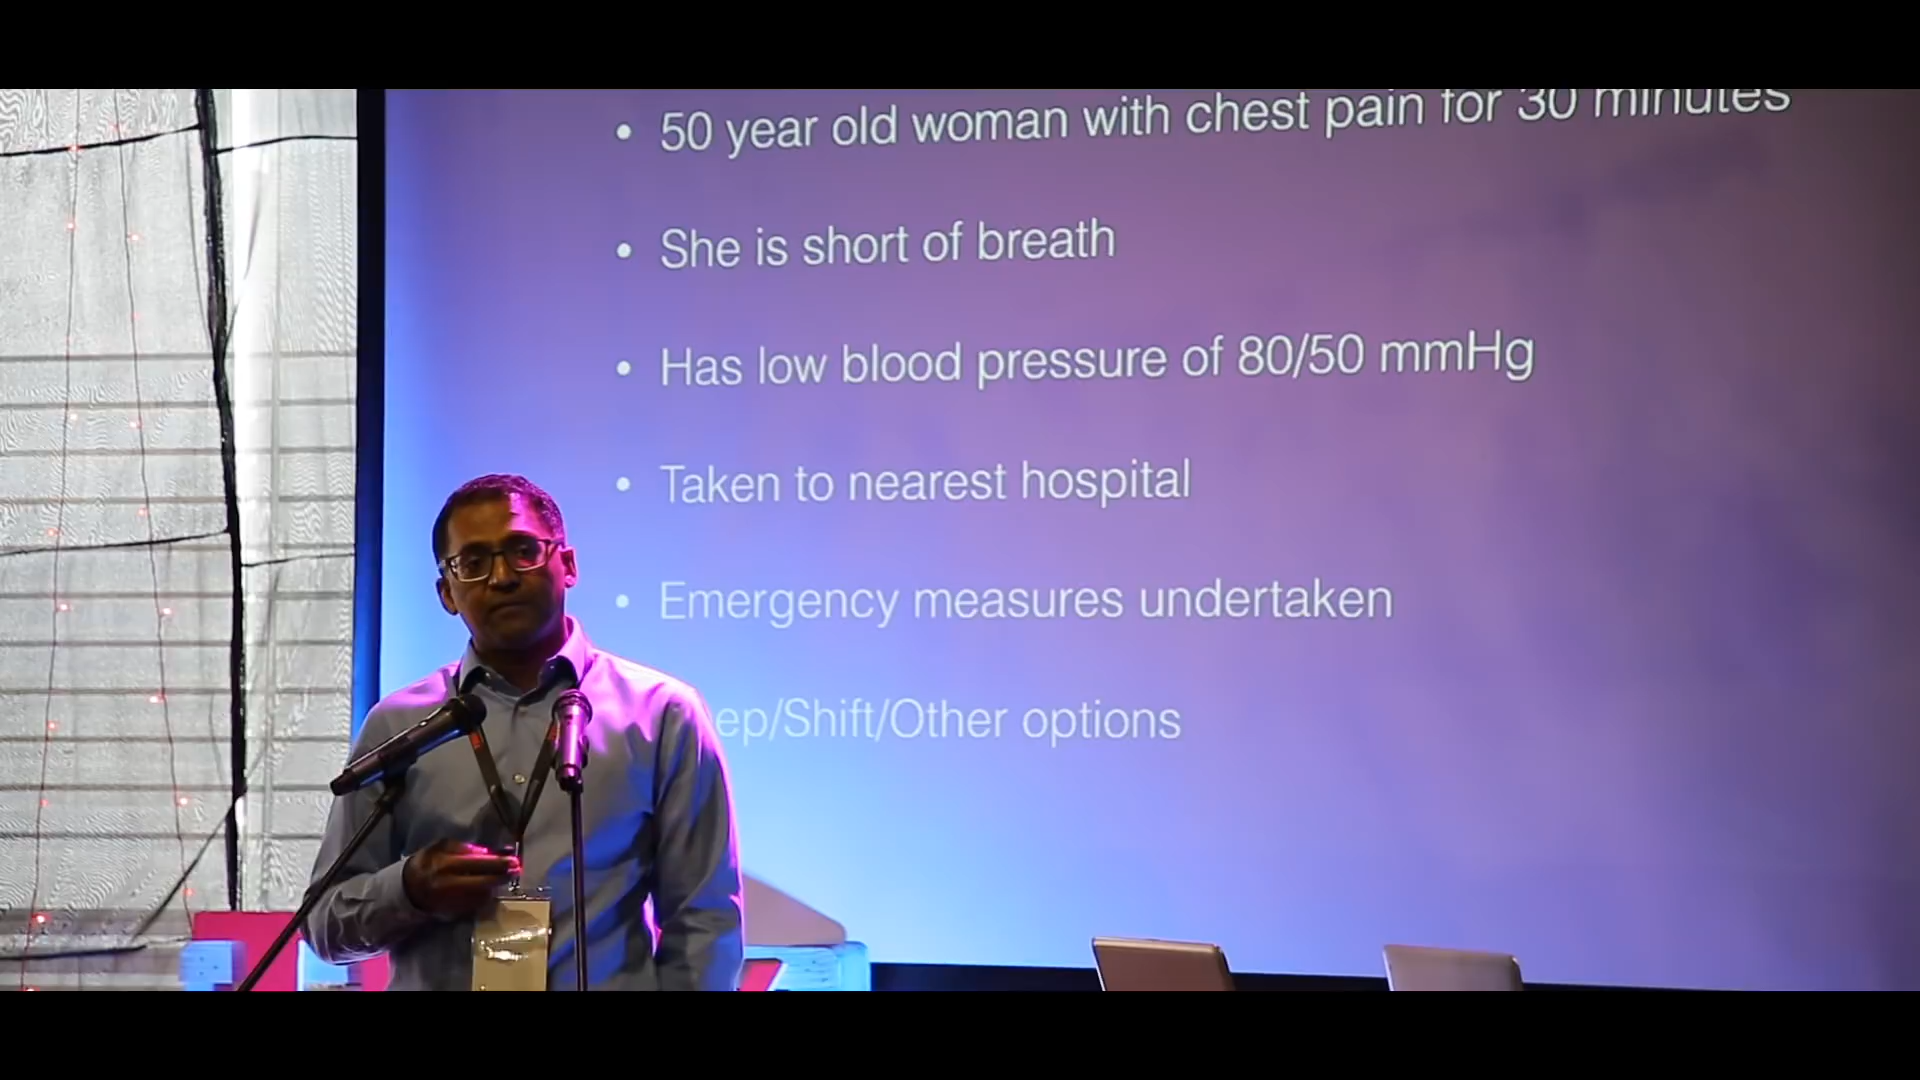 • 50 year old woman with chest pain for 30 minutes
• She is short of breath
• Has low blood pressure of 80/50 mmHg
• Taken to nearest hospital
• Emergency measures undertaken
ep/Shift/Other options